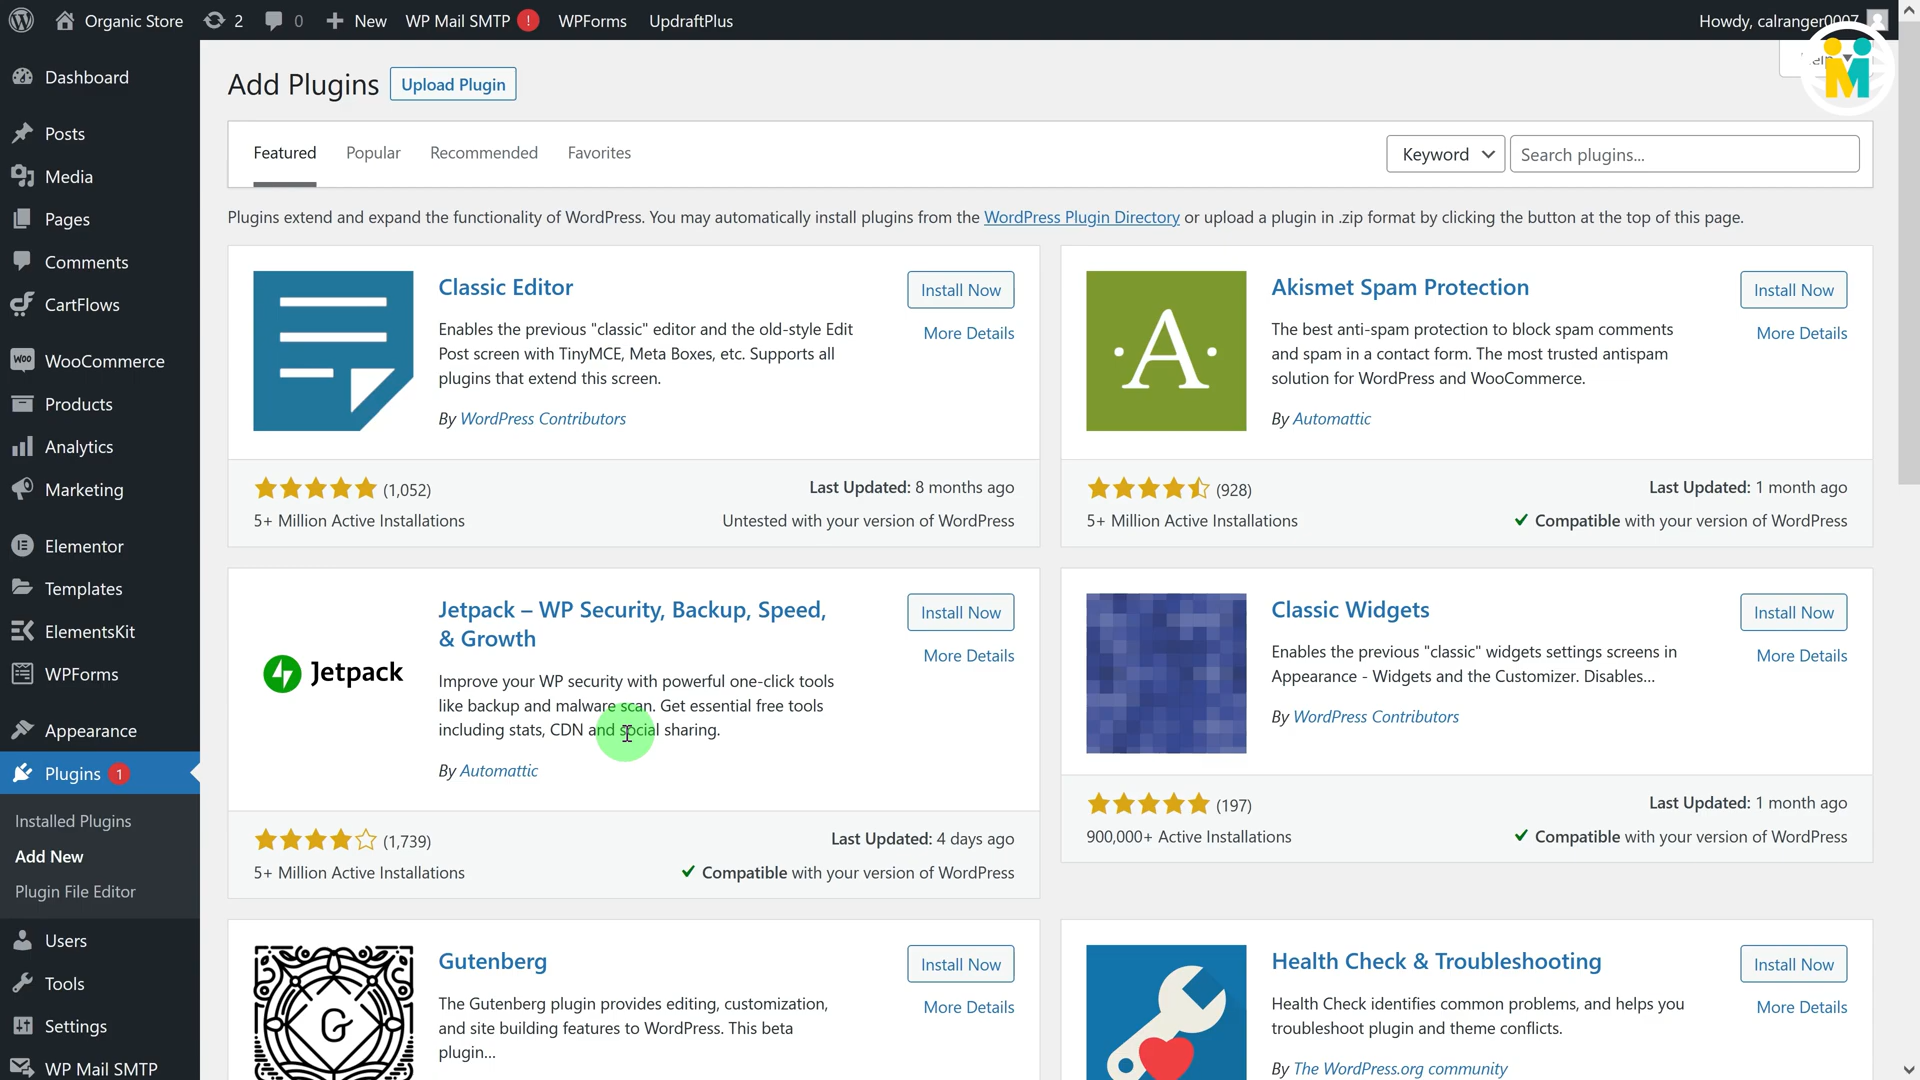 Organic Store 2 0 New WP Mail SMTP ! WPForms UpdraftPlus Howdy, calranger0007
Dashboard
Posts
Media
Pages
Comments
CartFlows
WooCommerce
Products
Analytics
Marketing
Elementor
Templates
ElementsKit
WPForms
Appearance
Plugins 1
Installed Plugins
Add New
Plugin File Editor
Users
Tools
Settings
WP Mail SMTP
Add Plugins Upload Plugin
M
Featured Popular Recommended Favorites Keyword Search plugins...
Plugins extend and expand the functionality of WordPress. You may automatically install plugins from the WordPress Plugin Directory or upload a plugin in .zip format by clicking the button at the top of this page.
Classic Editor
Install Now
More Details
Enables the previous "classic" editor and the old-style Edit
Post screen with TinyMCE, Meta Boxes, etc. Supports all
plugins that extend this screen.
By WordPress Contributors
(1,052)
Last Updated: 8 months ago
5+ Million Active Installations
Untested with your version of WordPress
A
Akismet Spam Protection
Install Now
More Details
The best anti-spam protection to block spam comments
and spam in a contact form. The most trusted antispam
solution for WordPress and WooCommerce.
By Automattic
(928)
Last Updated: 1 month ago
5+ Million Active Installations
Compatible with your version of WordPress
Jetpack
Jetpack – WP Security, Backup, Speed,
& Growth
Install Now
More Details
Improve your WP security with powerful one-click tools
like backup and malware scan. Get essential free tools
including stats, CDN and social sharing.
By Automattic
(1,739)
Last Updated: 4 days ago
5+ Million Active Installations
Compatible with your version of WordPress
Classic Widgets
Install Now
More Details
Enables the previous "classic" widgets settings screens in
Appearance - Widgets and the Customizer. Disables...
By WordPress Contributors
(197)
Last Updated: 1 month ago
900,000+ Active Installations
Compatible with your version of WordPress
G
Gutenberg
Install Now
More Details
The Gutenberg plugin provides editing, customization,
and site building features to WordPress. This beta
plugin...
Health Check & Troubleshooting
Install Now
More Details
Health Check identifies common problems, and helps you
troubleshoot plugin and theme conflicts.
By The WordPress.org community